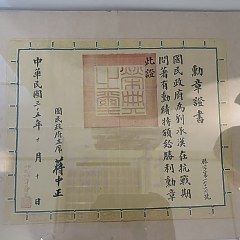 勳章證書
國民政府為劉承漢在抗戰期
間著有勳績特頒給勝利勳章
此證
國民政府主席 蔣中正
中華民國三十五年十月十日